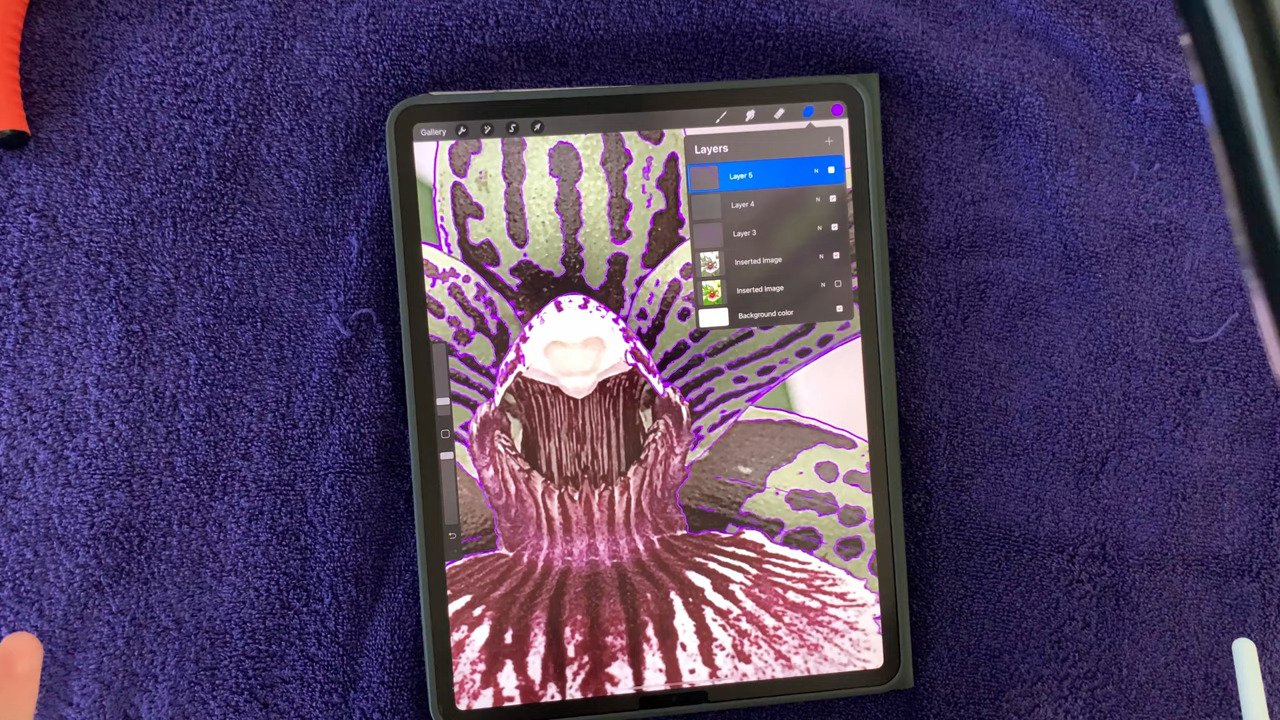 Gallery
Layers
Layer 5 N
Layer 4 N
Layer 3 N
Inserted Image N
Inserted Image N
Background color